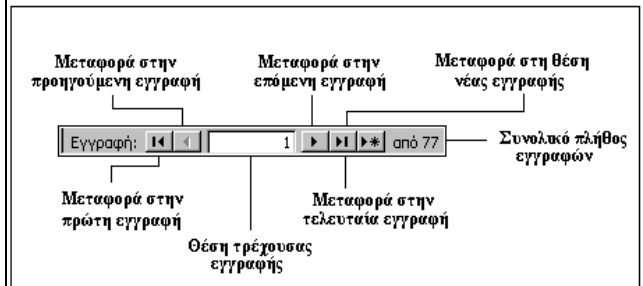 Μεταφορά στην
προηγούμενη εγγραφή
Μεταφορά στην
επόμενη εγγραφή
Μεταφορά στη θέση
νέας εγγραφής
Εγγραφή: 1 από 77
Συνολικό πλήθος
εγγραφών
Μεταφορά στην
πρώτη εγγραφή
Θέση τρέχουσας
εγγραφής
Μεταφορά στην
τελευταία εγγραφή